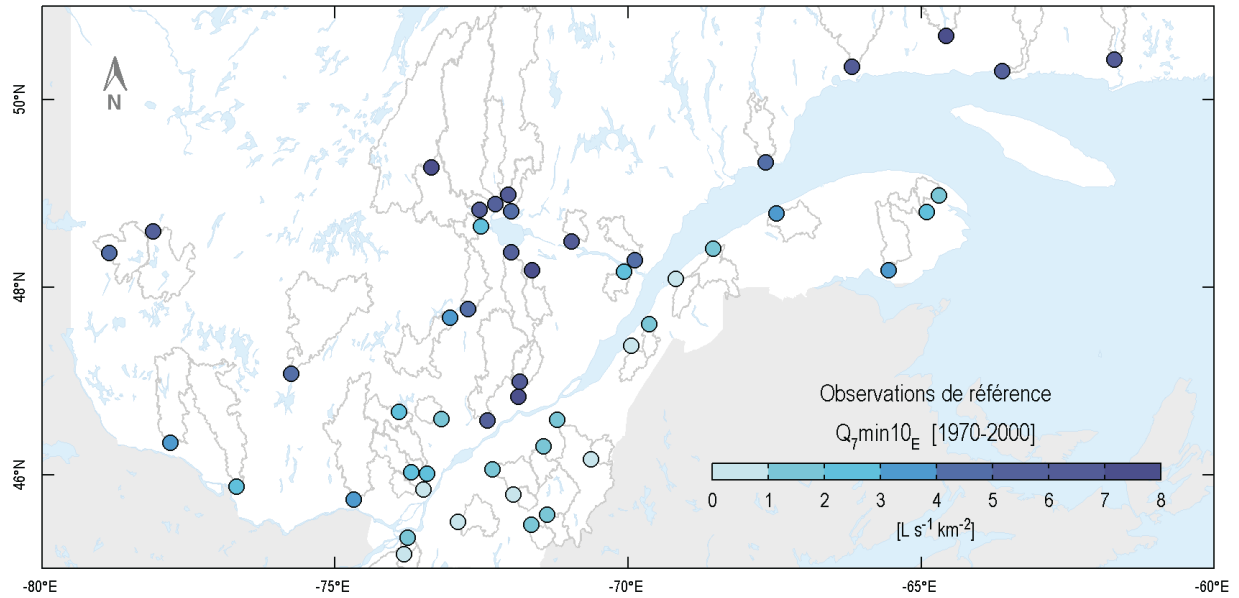 50°N
48°N
46°N
N
Observations de référence
Q7min10E [1970-2000]
0 1 2 3 4 5 6 7 8
[L s-1 km-2]
-80°E -75°E -70°E -65°E -60°E